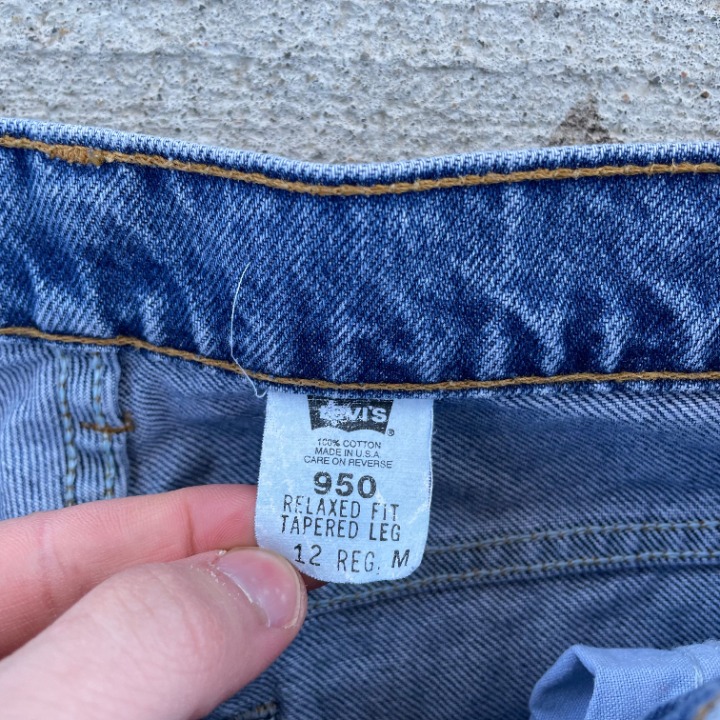 Levi's ®
100% COTTON
MADE IN U.S.A.
CARE ON REVERSE
950
RELAXED FIT
TAPERED LEG
12 REG. M